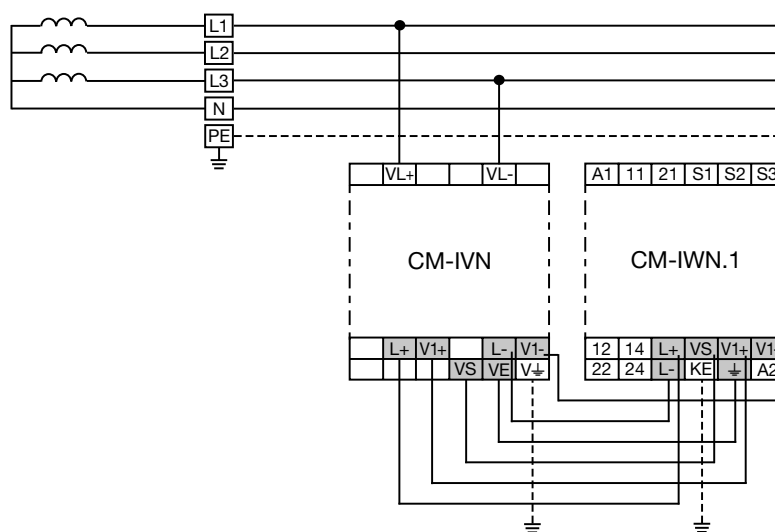 L1
L2
L3
N
PE
VL+ VL-
A1 11 21 S1 S2 S3
CM-IVN
CM-IWN.1
L+ V1+ L- V1-
VS VE V⏚
12 14 L+ VS V1+ V1-
22 24 L- KE ⏚ A2